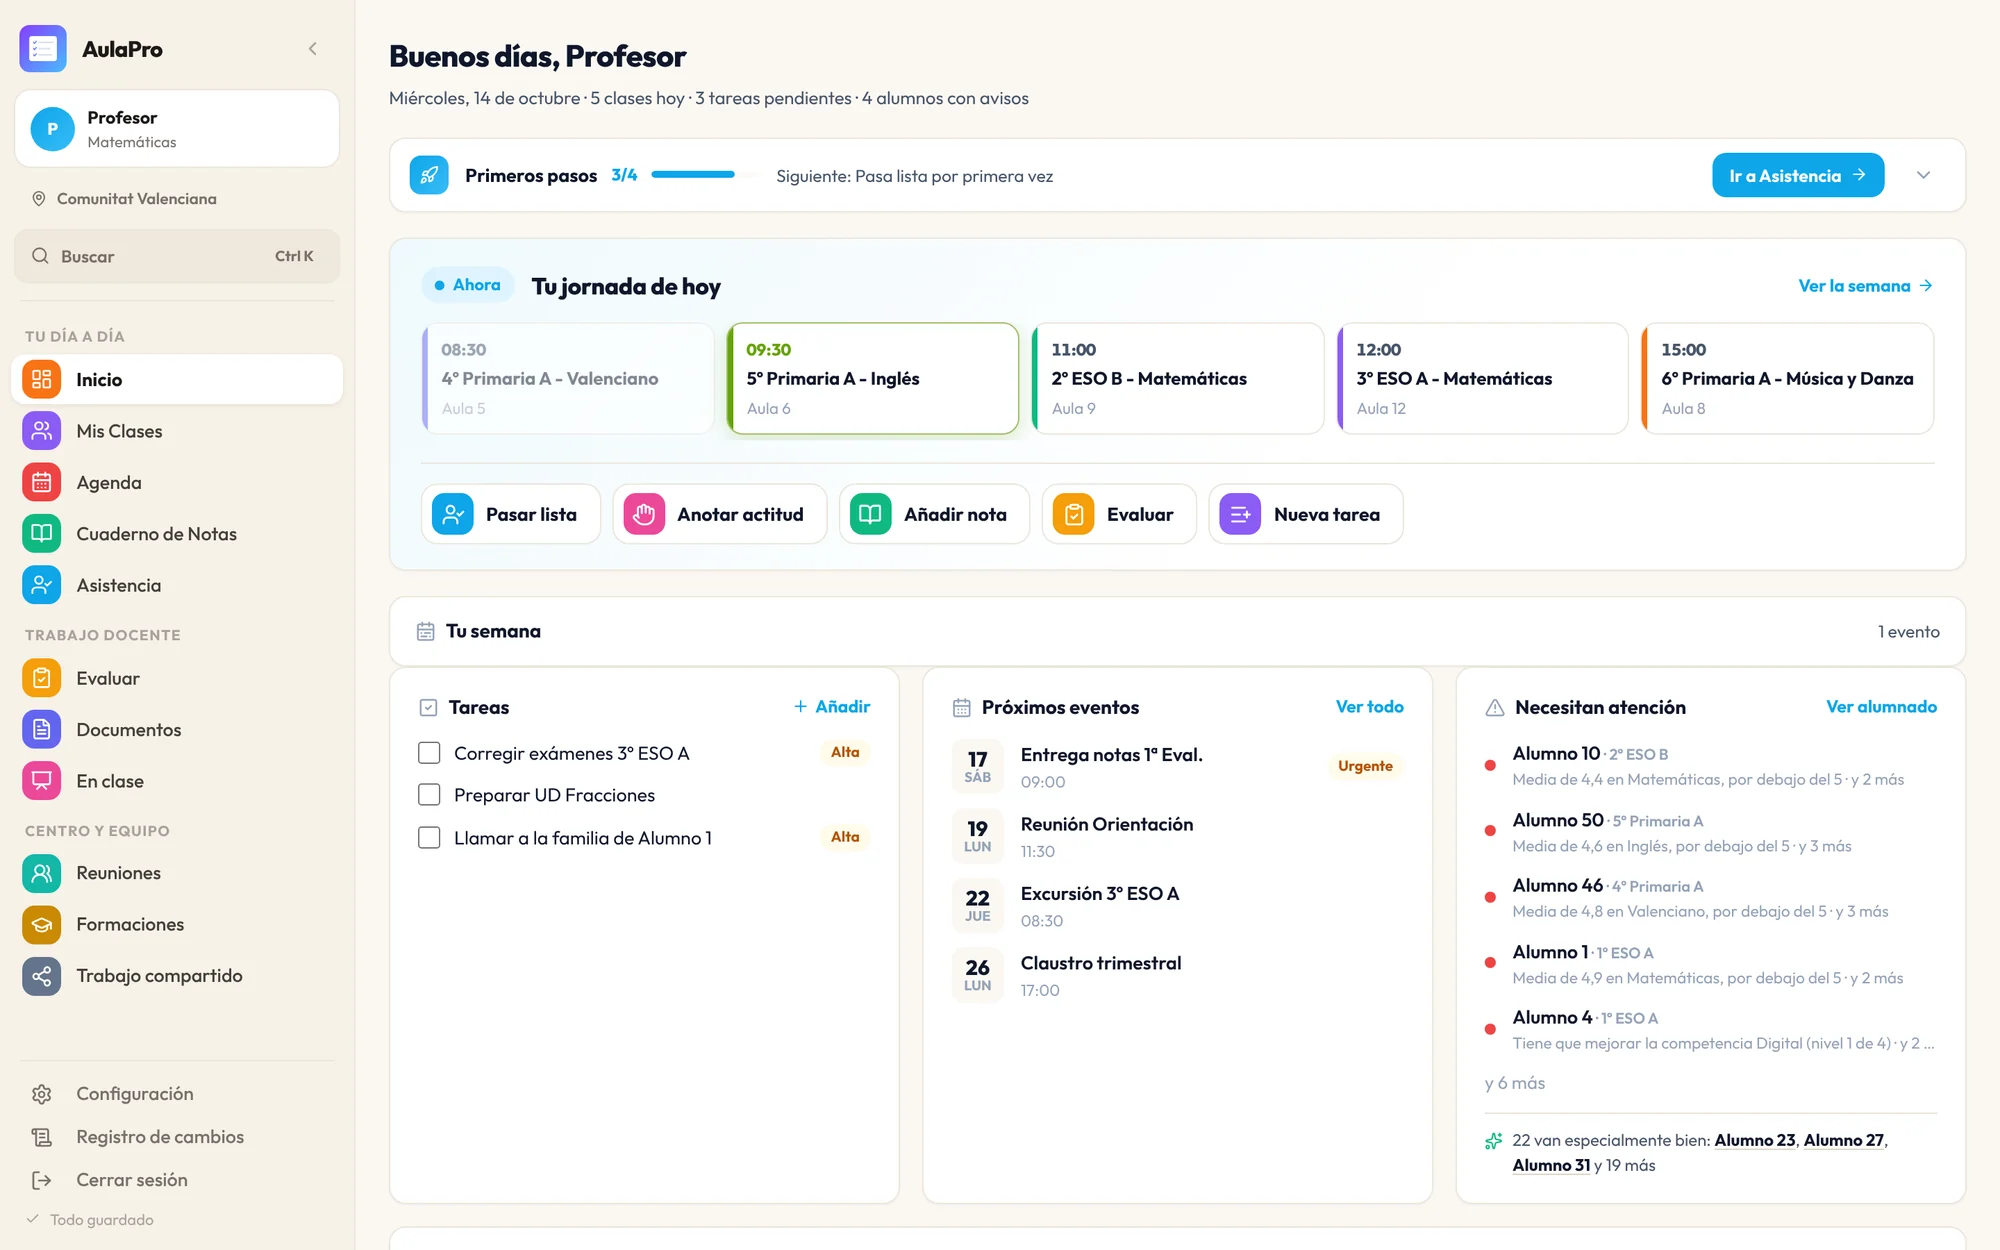 AulaPro
P
Profesor
Matemáticas
Comunitat Valenciana
Buscar Ctrl K
TU DÍA A DÍA
Inicio
Mis Clases
Agenda
Cuaderno de Notas
Asistencia
TRABAJO DOCENTE
Evaluar
Documentos
En clase
CENTRO Y EQUIPO
Reuniones
Formaciones
Trabajo compartido
Configuración
Registro de cambios
Cerrar sesión
Todo guardado
Buenos días, Profesor
Miércoles, 14 de octubre · 5 clases hoy · 3 tareas pendientes · 4 alumnos con avisos
Primeros pasos 3/4 Siguiente: Pasa lista por primera vez Ir a Asistencia →
Ahora Tu jornada de hoy Ver la semana →
08:30
4º Primaria A - Valenciano
Aula 5
09:30
5º Primaria A - Inglés
Aula 6
11:00
2º ESO B - Matemáticas
Aula 9
12:00
3º ESO A - Matemáticas
Aula 12
15:00
6º Primaria A - Música y Danza
Aula 8
Pasar lista
Anotar actitud
Añadir nota
Evaluar
Nueva tarea
Tu semana 1 evento
Tareas + Añadir
Corregir exámenes 3º ESO A Alta
Preparar UD Fracciones
Llamar a la familia de Alumno 1 Alta
Próximos eventos Ver todo
17 SÁB
Entrega notas 1ª Eval. Urgente
09:00
19 LUN
Reunión Orientación
11:30
22 JUE
Excursión 3º ESO A
08:30
26 LUN
Claustro trimestral
17:00
Necesitan atención Ver alumnado
Alumno 10 · 2º ESO B
Media de 4,4 en Matemáticas, por debajo del 5 · y 2 más
Alumno 50 · 5º Primaria A
Media de 4,6 en Inglés, por debajo del 5 · y 3 más
Alumno 46 · 4º Primaria A
Media de 4,8 en Valenciano, por debajo del 5 · y 3 más
Alumno 1 · 1º ESO A
Media de 4,9 en Matemáticas, por debajo del 5 · y 2 más
Alumno 4 · 1º ESO A
Tiene que mejorar la competencia Digital (nivel 1 de 4) · y 2 ...
y 6 más
22 van especialmente bien: Alumno 23, Alumno 27,
Alumno 31 y 19 más